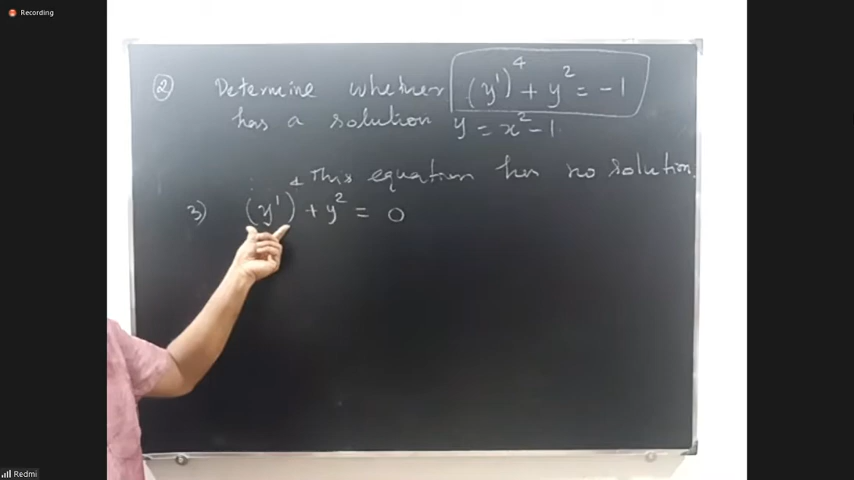 Recording
② Determine whether (y')⁴ + y² = -1
has a solution y = x² - 1
This equation has no solution.
3) (y')⁴ + y² = 0
Redmi